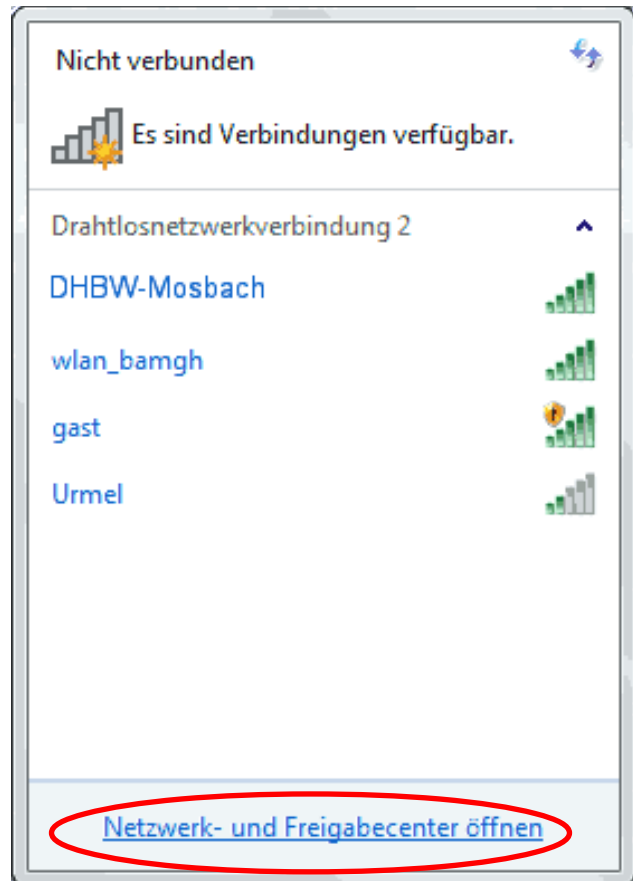 Nicht verbunden
Es sind Verbindungen verfügbar.
Drahtlosnetzwerkverbindung 2
DHBW-Mosbach
wlan_bamgh
gast
Urmel
Netzwerk- und Freigabecenter öffnen